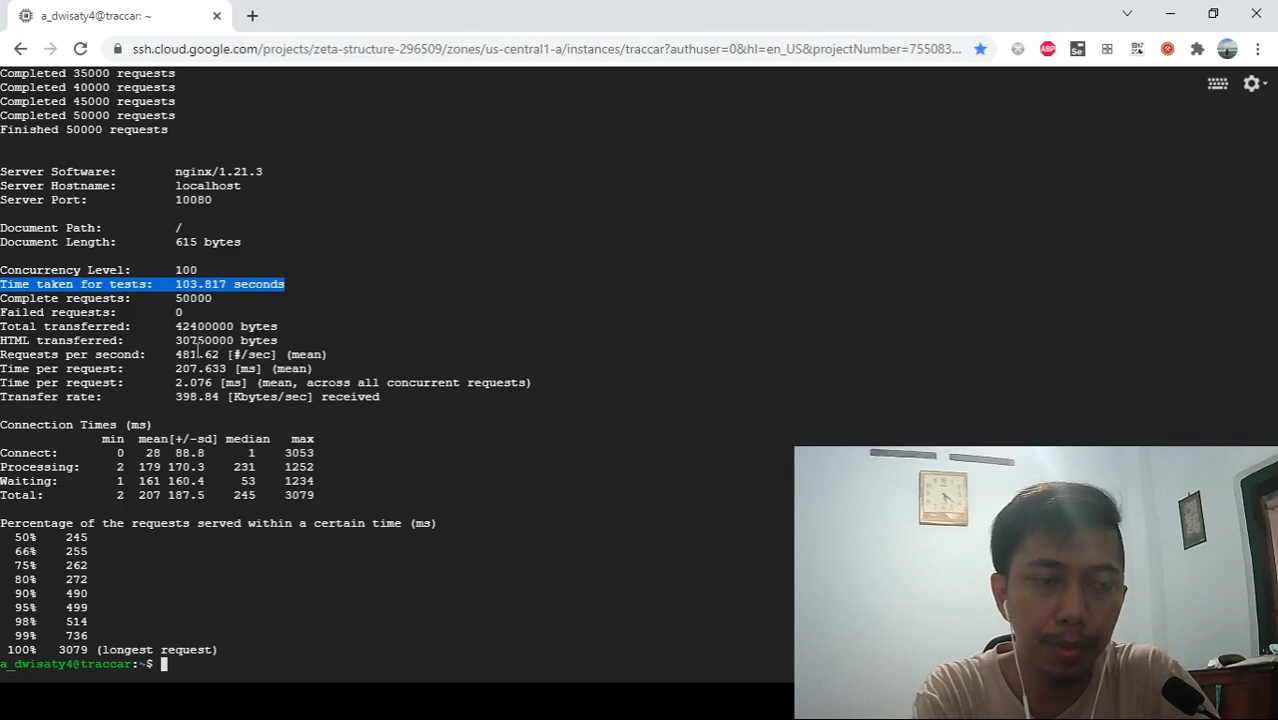 a_dwisaty4@traccar: ~
ssh.cloud.google.com/projects/zeta-structure-296509/zones/us-central1-a/instances/traccar?authuser=0&hl=en_US&projectNumber=755083...
ABP
Se
Completed 35000 requests
Completed 40000 requests
Completed 45000 requests
Completed 50000 requests
Finished 50000 requests
Server Software: nginx/1.21.3
Server Hostname: localhost
Server Port: 10080
Document Path: /
Document Length: 615 bytes
Concurrency Level: 100
Time taken for tests: 103.817 seconds
Complete requests: 50000
Failed requests: 0
Total transferred: 42400000 bytes
HTML transferred: 30750000 bytes
Requests per second: 481.62 [#/sec] (mean)
Time per request: 207.633 [ms] (mean)
Time per request: 2.076 [ms] (mean, across all concurrent requests)
Transfer rate: 398.84 [Kbytes/sec] received
Connection Times (ms)
min mean[+/-sd] median max
Connect: 0 28 88.8 1 3053
Processing: 2 179 170.3 231 1252
Waiting: 1 161 160.4 53 1234
Total: 2 207 187.5 245 3079
Percentage of the requests served within a certain time (ms)
50% 245
66% 255
75% 262
80% 272
90% 490
95% 499
98% 514
99% 736
100% 3079 (longest request)
a_dwisaty4@traccar:~$